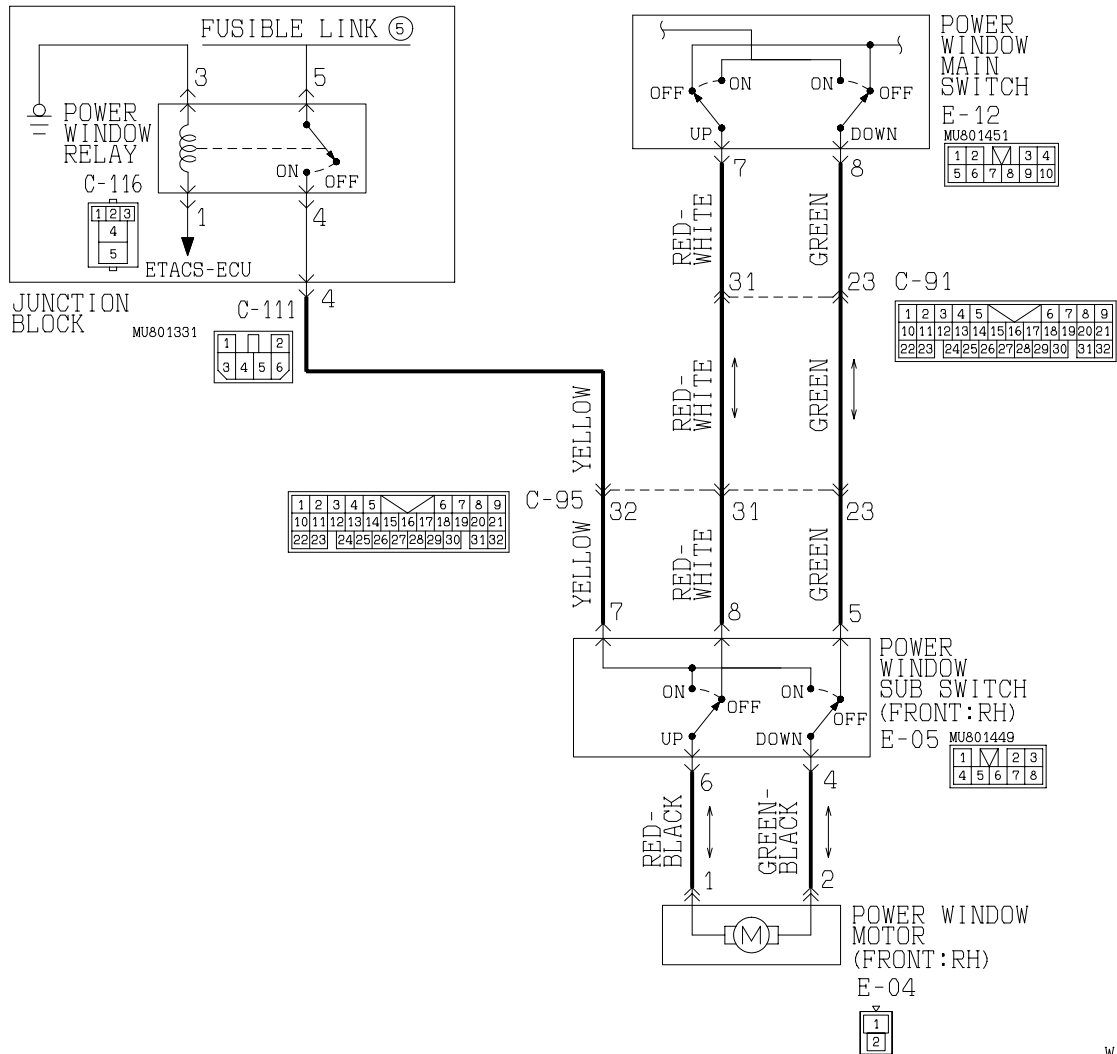 FUSIBLE LINK ⑤
3
5
POWER
WINDOW
RELAY
ON
OFF
C-116
1 2 3
4
5
1
4
ETACS-ECU
JUNCTION
BLOCK
C-111
4
MU801331
1 2
3 4 5 6
POWER
WINDOW
MAIN
SWITCH
E-12
MU801451
1 2 3 4
5 6 7 8 9 10
OFF
ON
ON
OFF
UP
DOWN
7
8
RED-
WHITE
GREEN
31
23
C-91
1 2 3 4 5 6 7 8 9
10 11 12 13 14 15 16 17 18 19 20 21
22 23 24 25 26 27 28 29 30 31 32
RED-
WHITE
GREEN
YELLOW
C-95
32
31
23
1 2 3 4 5 6 7 8 9
10 11 12 13 14 15 16 17 18 19 20 21
22 23 24 25 26 27 28 29 30 31 32
YELLOW
RED-
WHITE
GREEN
7
8
5
POWER
WINDOW
SUB SWITCH
(FRONT:RH)
E-05
MU801449
1 2 3
4 5 6 7 8
ON
OFF
ON
OFF
UP
DOWN
6
4
RED-
BLACK
GREEN-
BLACK
1
2
M
POWER WINDOW
MOTOR
(FRONT:RH)
E-04
1
2
W